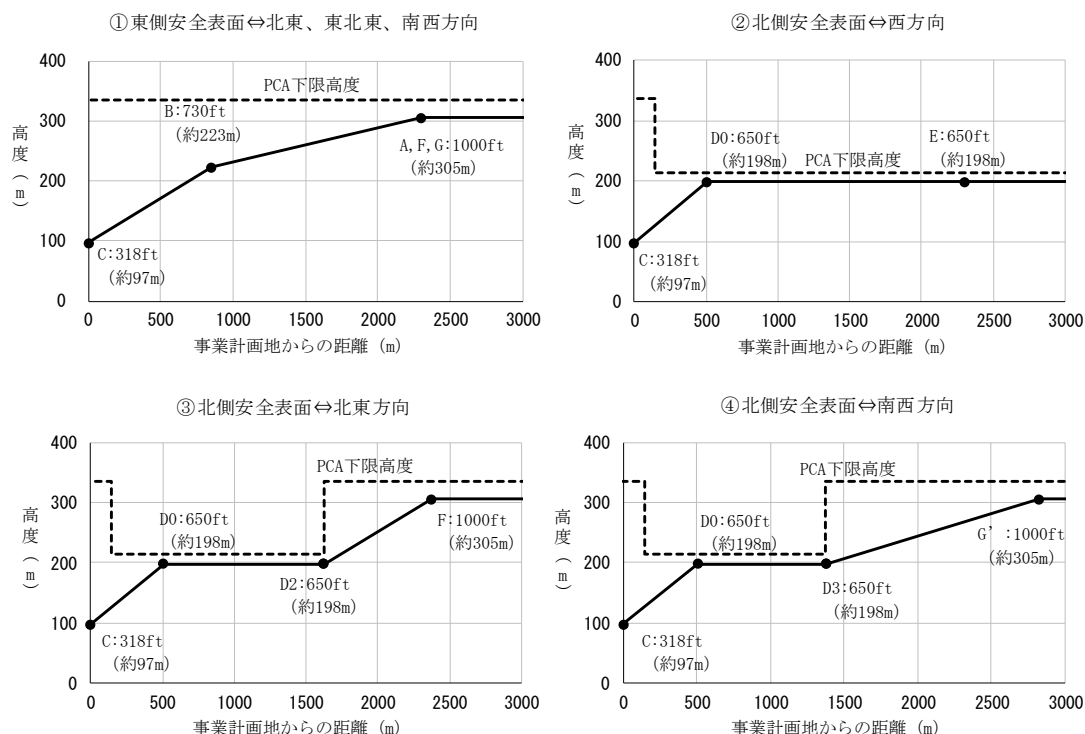 ①東側安全表面⇔北東、東北東、南西方向
400
300
200
100
0
高度(m)
PCA下限高度
B:730ft
(約223m)
A,F,G:1000ft
(約305m)
C:318ft
(約97m)
0 500 1000 1500 2000 2500 3000
事業計画地からの距離 (m)
②北側安全表面⇔西方向
400
300
200
100
0
高度(m)
D0:650ft
(約198m)
PCA下限高度
E:650ft
(約198m)
C:318ft
(約97m)
0 500 1000 1500 2000 2500 3000
事業計画地からの距離 (m)
③北側安全表面⇔北東方向
400
300
200
100
0
高度(m)
PCA下限高度
D0:650ft
(約198m)
F:1000ft
(約305m)
D2:650ft
(約198m)
C:318ft
(約97m)
0 500 1000 1500 2000 2500 3000
事業計画地からの距離 (m)
④北側安全表面⇔南西方向
400
300
200
100
0
高度(m)
PCA下限高度
D0:650ft
(約198m)
G' :1000ft
(約305m)
D3:650ft
(約198m)
C:318ft
(約97m)
0 500 1000 1500 2000 2500 3000
事業計画地からの距離 (m)